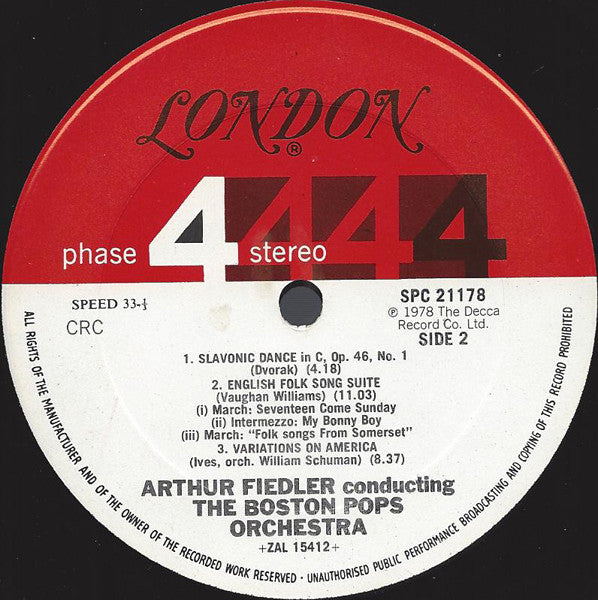 LONDON
®
phase 4 stereo 4 4 4
SPEED 33-⅓
CRC
SPC 21178
℗ 1978 The Decca
Record Co. Ltd.
SIDE 2
1. SLAVONIC DANCE in C, Op. 46, No. 1
(Dvorak) (4.18)
2. ENGLISH FOLK SONG SUITE
(Vaughan Williams) (11.03)
(i) March: Seventeen Come Sunday
(ii) Intermezzo: My Bonny Boy
(iii) March: "Folk songs From Somerset"
3. VARIATIONS ON AMERICA
(Ives, orch. William Schuman) (8.37)
ARTHUR FIEDLER conducting
THE BOSTON POPS
ORCHESTRA
+ZAL 15412+
ALL RIGHTS OF THE MANUFACTURER AND OF THE OWNER OF THE RECORDED WORK RESERVED · UNAUTHORISED PUBLIC PERFORMANCE BROADCASTING AND COPYING OF THIS RECORD PROHIBITED